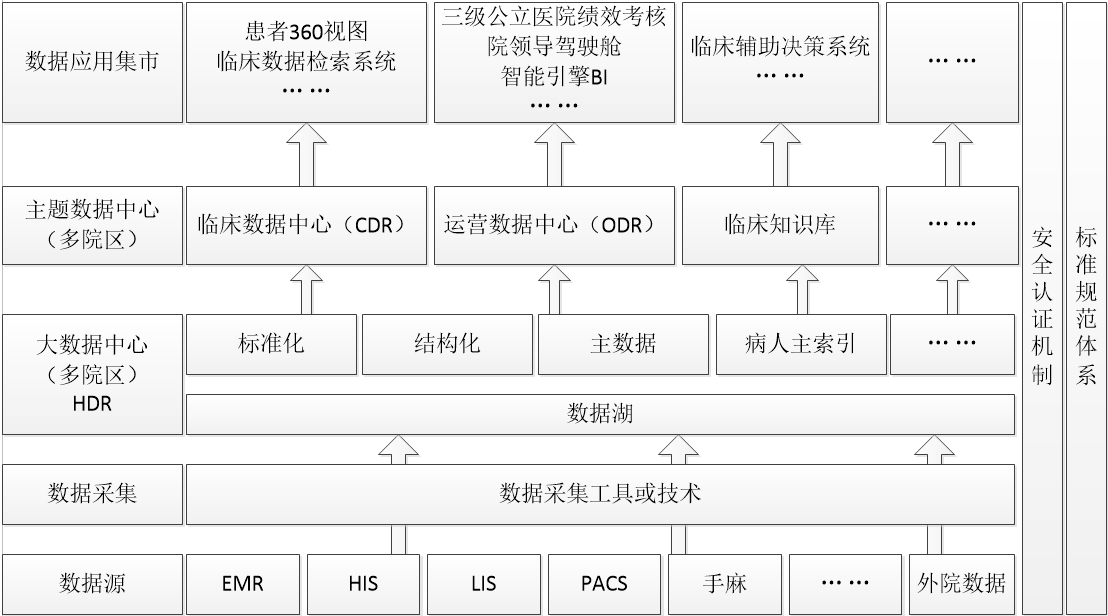 数据应用集市
患者360视图
临床数据检索系统
… …
三级公立医院绩效考核
院领导驾驶舱
智能引擎BI
… …
临床辅助决策系统
… …
… …
主题数据中心
（多院区）
临床数据中心（CDR）
运营数据中心（ODR）
临床知识库
… …
大数据中心
（多院区）
HDR
标准化
结构化
主数据
病人主索引
… …
数据湖
数据采集
数据采集工具或技术
数据源
EMR
HIS
LIS
PACS
手麻
… …
外院数据
安全认证机制
标准规范体系